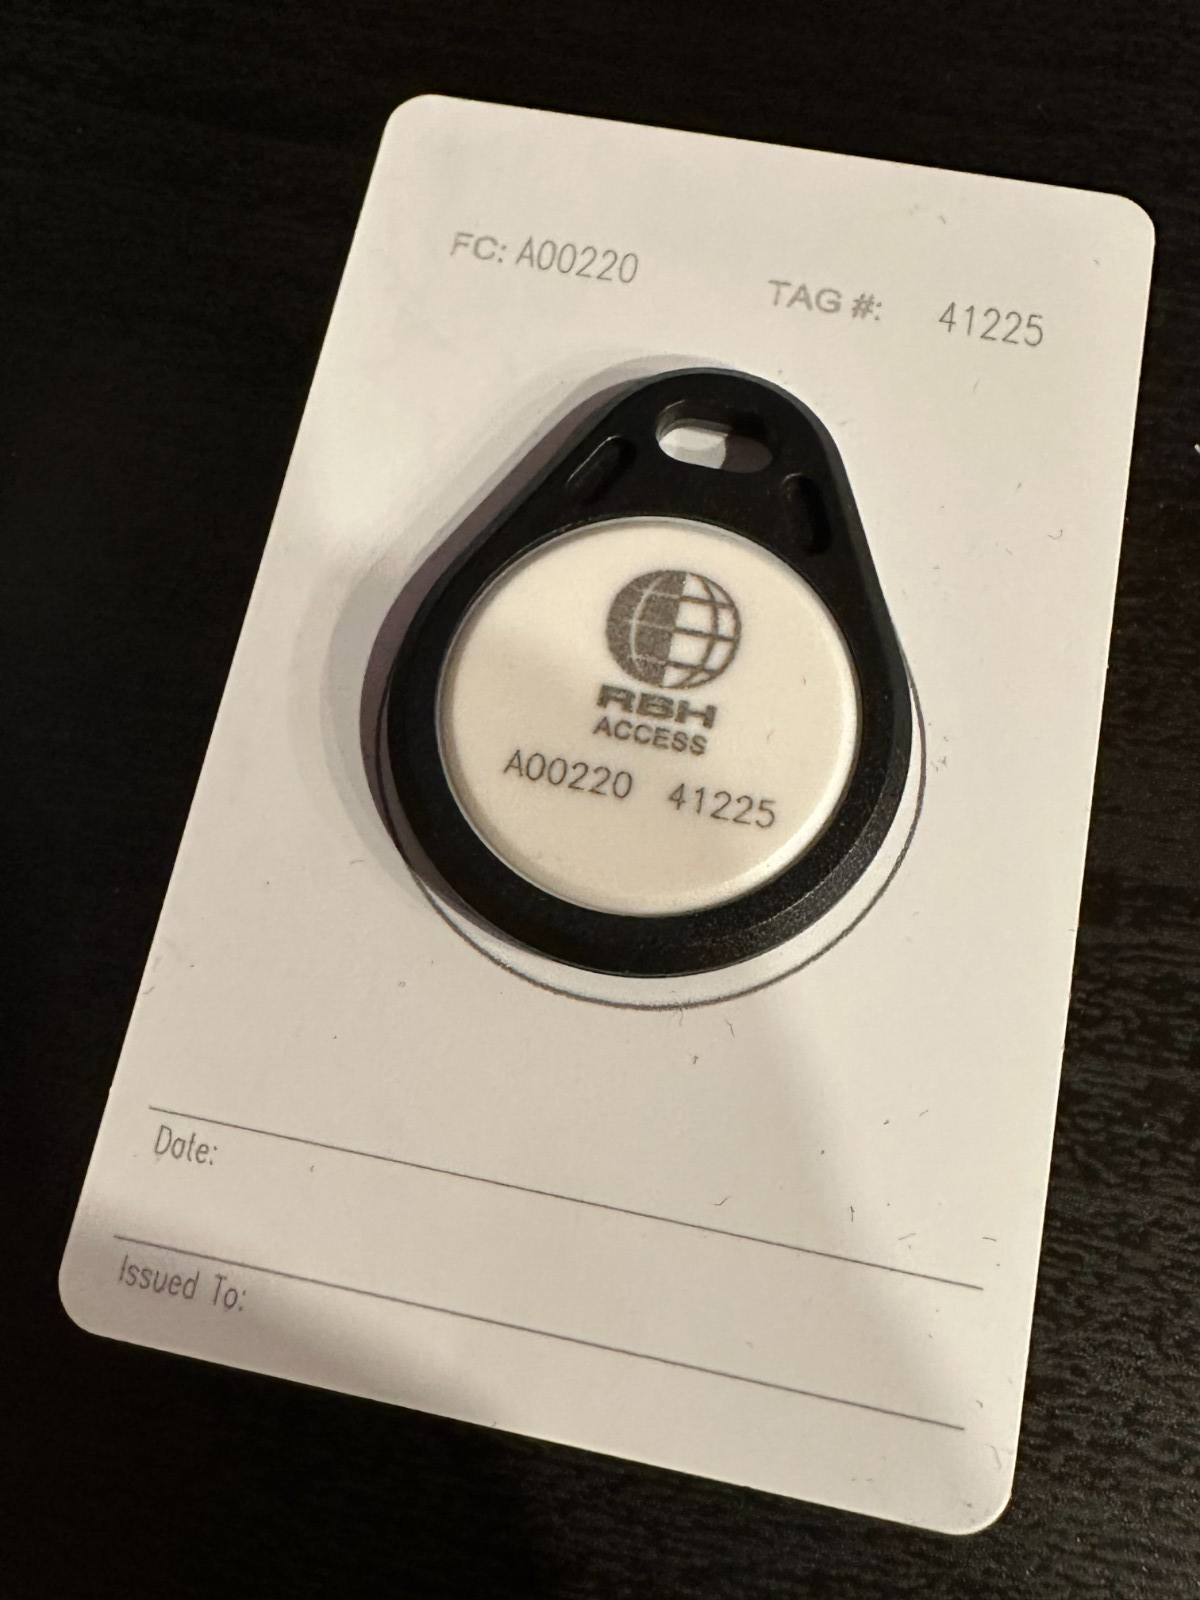 FC: A00220 TAG #: 41225
RBH
ACCESS
A00220 41225
Date:
Issued To: